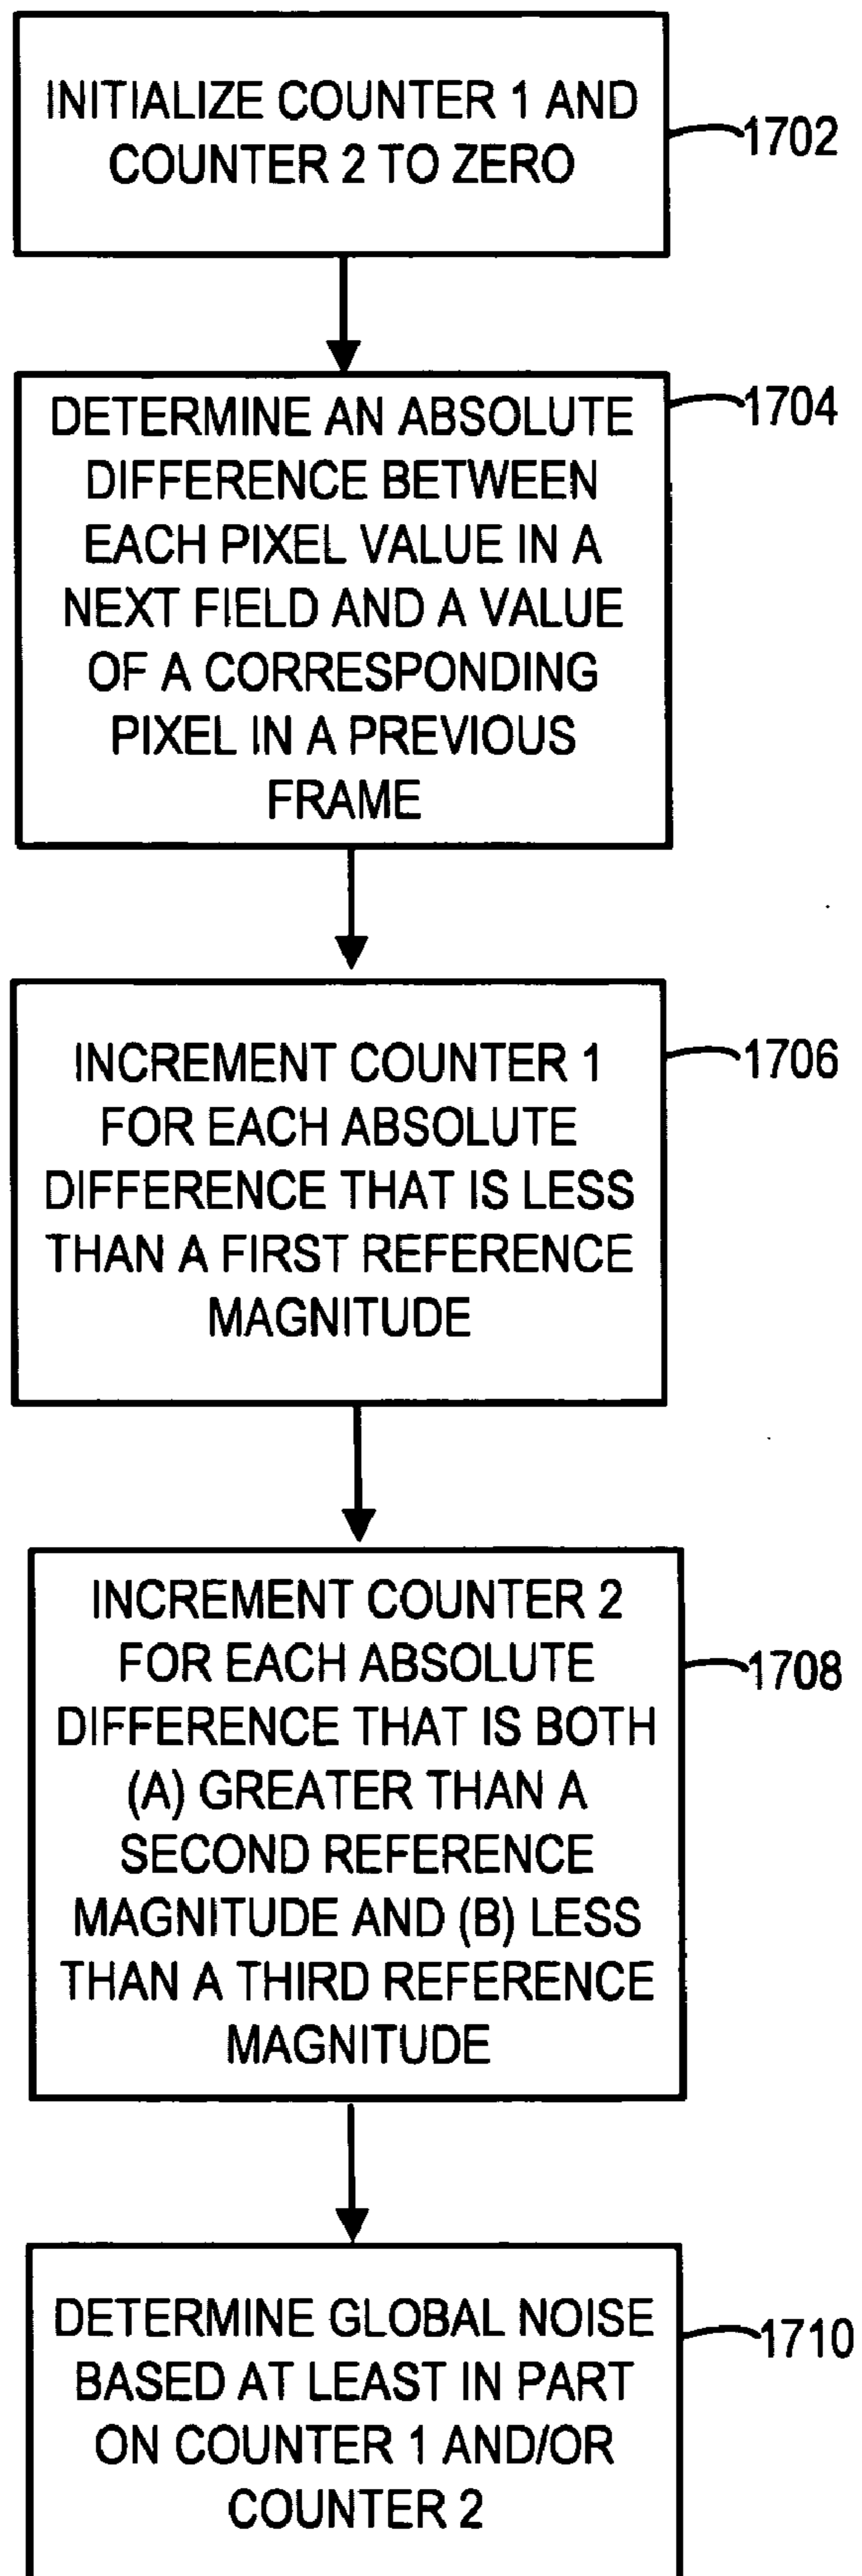 INITIALIZE COUNTER 1 AND
COUNTER 2 TO ZERO
1702
DETERMINE AN ABSOLUTE
DIFFERENCE BETWEEN
EACH PIXEL VALUE IN A
NEXT FIELD AND A VALUE
OF A CORRESPONDING
PIXEL IN A PREVIOUS
FRAME
1704
INCREMENT COUNTER 1
FOR EACH ABSOLUTE
DIFFERENCE THAT IS LESS
THAN A FIRST REFERENCE
MAGNITUDE
1706
INCREMENT COUNTER 2
FOR EACH ABSOLUTE
DIFFERENCE THAT IS BOTH
(A) GREATER THAN A
SECOND REFERENCE
MAGNITUDE AND (B) LESS
THAN A THIRD REFERENCE
MAGNITUDE
1708
DETERMINE GLOBAL NOISE
BASED AT LEAST IN PART
ON COUNTER 1 AND/OR
COUNTER 2
1710